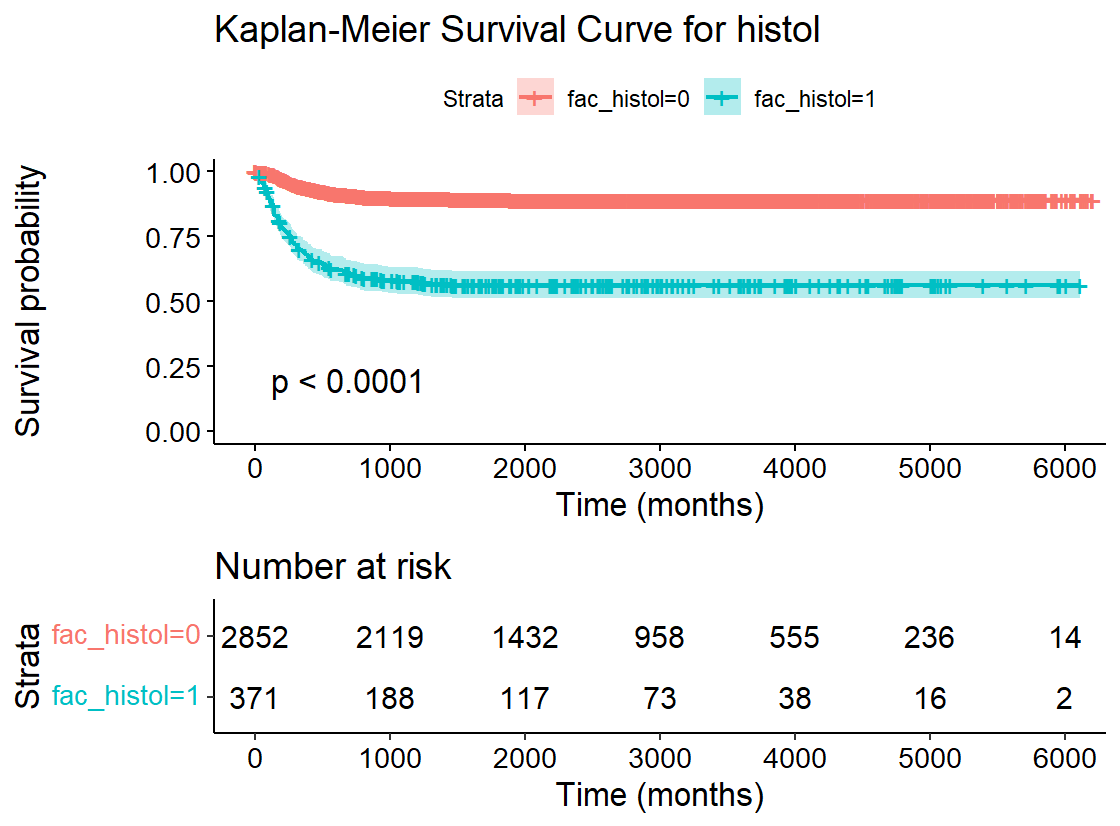 Kaplan-Meier Survival Curve for histol
Strata fac_histol=0 fac_histol=1
Survival probability
1.00
0.75
0.50
0.25
0.00
p < 0.0001
0 1000 2000 3000 4000 5000 6000
Time (months)
Number at risk
Strata
fac_histol=0 2852 2119 1432 958 555 236 14
fac_histol=1 371 188 117 73 38 16 2
0 1000 2000 3000 4000 5000 6000
Time (months)